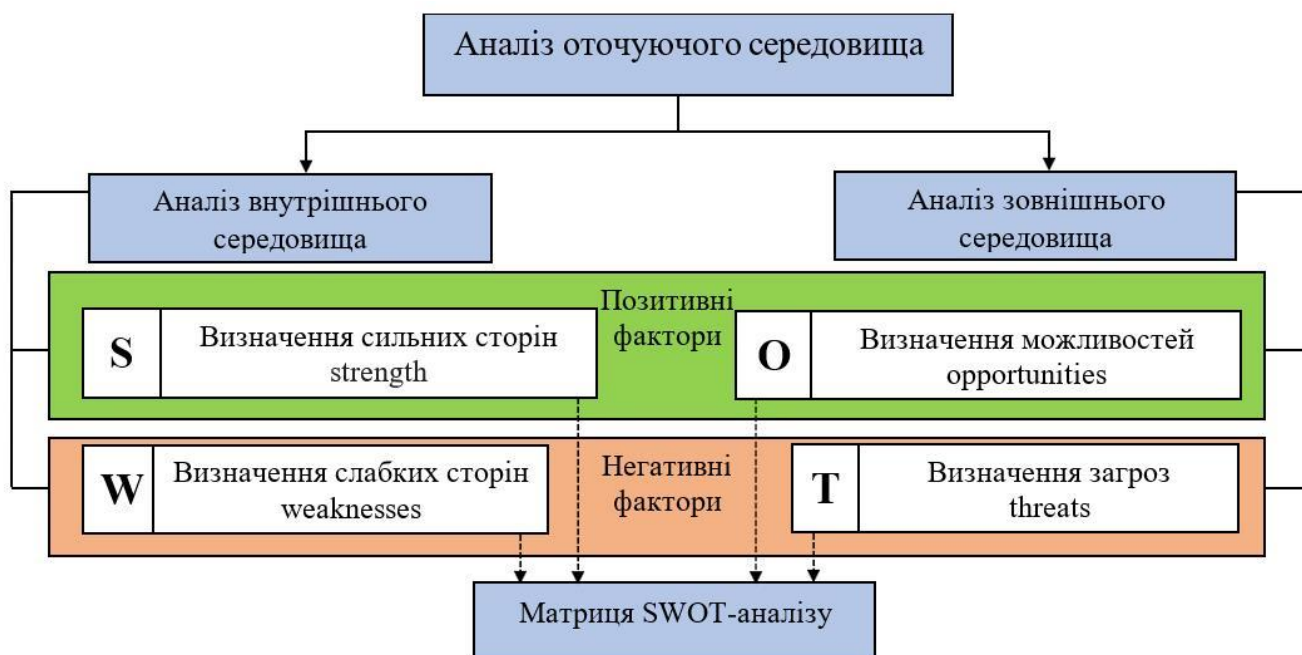 Аналіз оточуючого середовища
Аналіз внутрішнього
середовища
Аналіз зовнішнього
середовища
Позитивні
фактори
S
Визначення сильних сторін
strength
O
Визначення можливостей
opportunities
Негативні
фактори
W
Визначення слабких сторін
weaknesses
T
Визначення загроз
threats
Матриця SWOT-аналізу